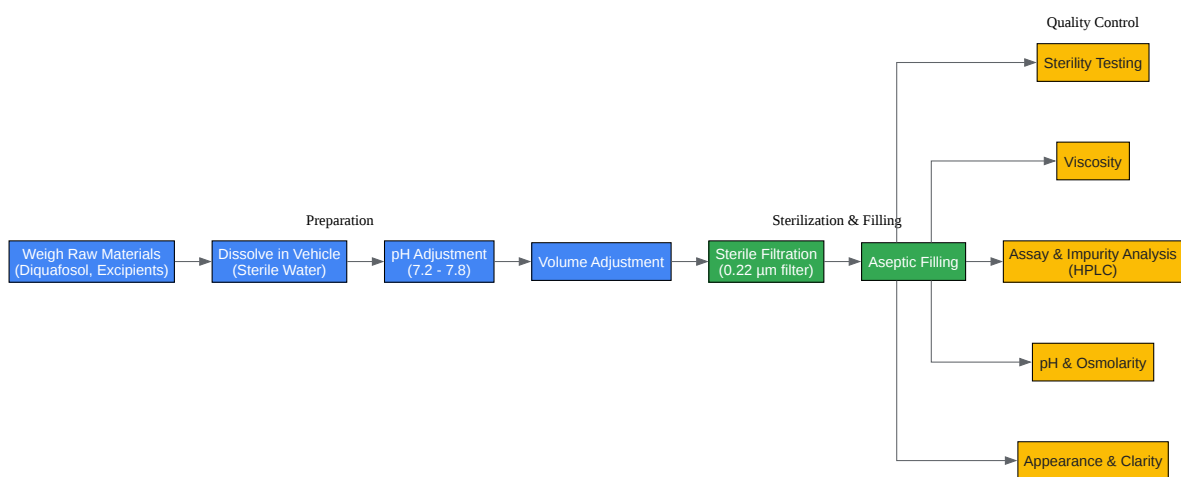 Quality Control
Sterility Testing
Viscosity
Preparation
Sterilization & Filling
Weigh Raw Materials
(Diquafosol, Excipients)
Dissolve in Vehicle
(Sterile Water)
pH Adjustment
(7.2 - 7.8)
Volume Adjustment
Sterile Filtration
(0.22 µm filter)
Aseptic Filling
Assay & Impurity Analysis
(HPLC)
pH & Osmolarity
Appearance & Clarity